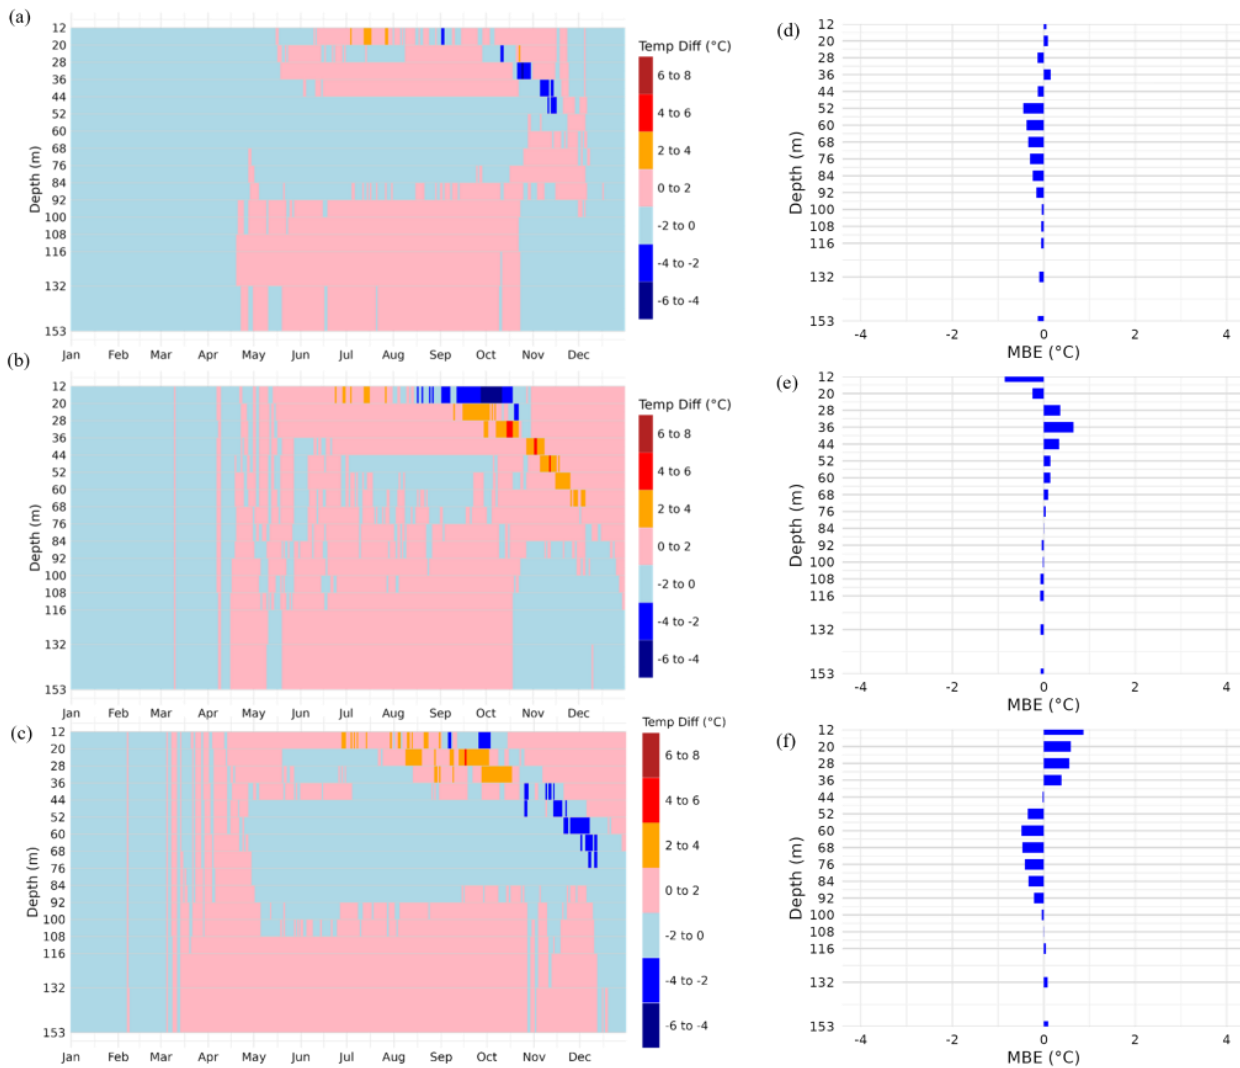 (a)
12
20
28
36
44
52
60
68
76
84
92
100
108
116
132
153
Depth (m)
Jan Feb Mar Apr May Jun Jul Aug Sep Oct Nov Dec
Temp Diff (°C)
6 to 8
4 to 6
2 to 4
0 to 2
-2 to 0
-4 to -2
-6 to -4
(d)
12
20
28
36
44
52
60
68
76
84
92
100
108
116
132
153
Depth (m)
-4 -2 0 2 4
MBE (°C)
(b)
12
20
28
36
44
52
60
68
76
84
92
100
108
116
132
153
Depth (m)
Jan Feb Mar Apr May Jun Jul Aug Sep Oct Nov Dec
Temp Diff (°C)
6 to 8
4 to 6
2 to 4
0 to 2
-2 to 0
-4 to -2
-6 to -4
(e)
12
20
28
36
44
52
60
68
76
84
92
100
108
116
132
153
Depth (m)
-4 -2 0 2 4
MBE (°C)
(c)
12
20
28
36
44
52
60
68
76
84
92
100
108
116
132
153
Depth (m)
Jan Feb Mar Apr May Jun Jul Aug Sep Oct Nov Dec
Temp Diff (°C)
6 to 8
4 to 6
2 to 4
0 to 2
-2 to 0
-4 to -2
-6 to -4
(f)
12
20
28
36
44
52
60
68
76
84
92
100
108
116
132
153
Depth (m)
-4 -2 0 2 4
MBE (°C)